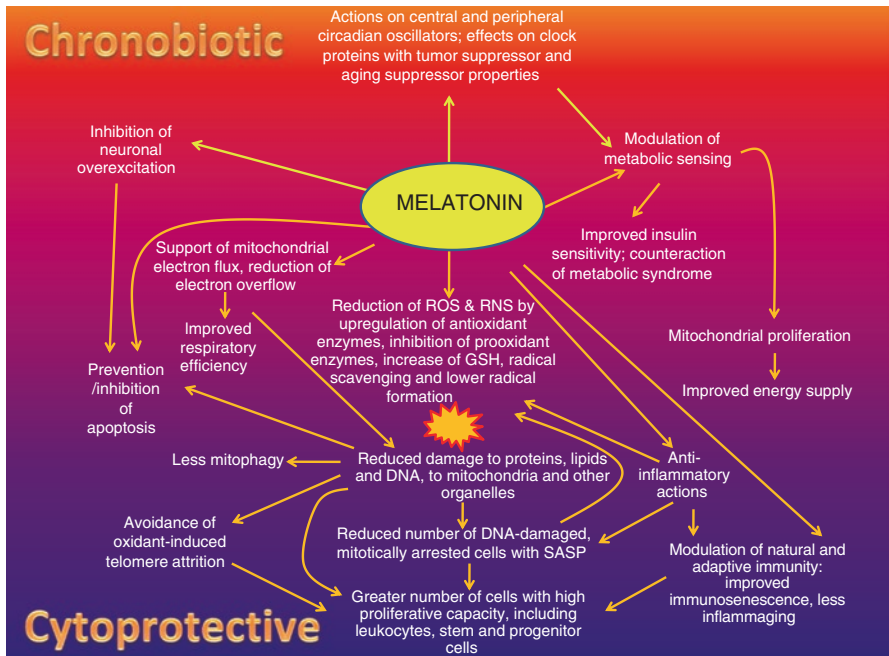 Chronobiotic
Actions on central and peripheral
circadian oscillators; effects on clock
proteins with tumor suppressor and
aging suppressor properties
Inhibition of
neuronal
overexcitation
Modulation of
metabolic sensing
MELATONIN
Support of mitochondrial
electron flux, reduction of
electron overflow
Improved insulin
sensitivity; counteraction
of metabolic syndrome
Reduction of ROS & RNS by
upregulation of antioxidant
enzymes, inhibition of prooxidant
enzymes, increase of GSH, radical
scavenging and lower radical
formation
Improved
respiratory
efficiency
Mitochondrial proliferation
Prevention
/inhibition
of
apoptosis
Improved energy supply
Less mitophagy
Reduced damage to proteins, lipids
and DNA, to mitochondria and other
organelles
Anti-
inflammatory
actions
Avoidance of
oxidant-induced
telomere attrition
Reduced number of DNA-damaged,
mitotically arrested cells with SASP
Modulation of natural and
adaptive immunity:
improved
immunosenescence, less
inflammaging
Greater number of cells with high
proliferative capacity, including
leukocytes, stem and progenitor
cells
Cytoprotective